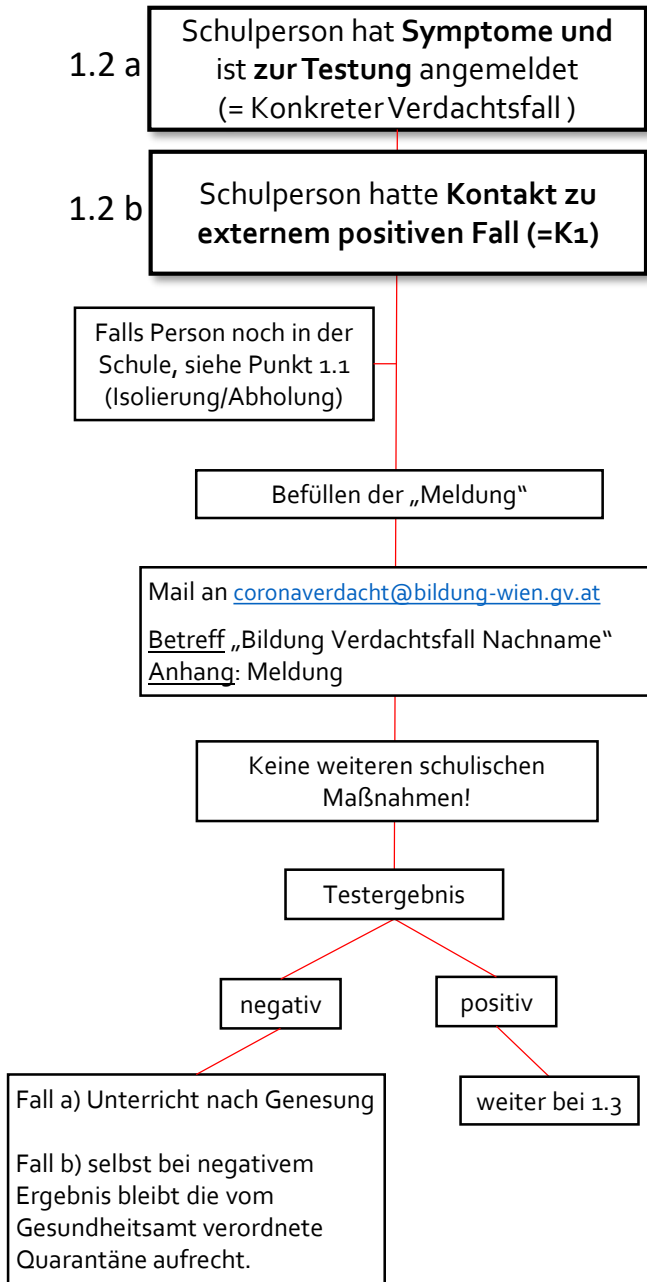 1.2 a
Schulperson hat Symptome und
ist zur Testung angemeldet
(= Konkreter Verdachtsfall )
1.2 b
Schulperson hatte Kontakt zu
externem positiven Fall (=K1)
Falls Person noch in der
Schule, siehe Punkt 1.1
(Isolierung/Abholung)
Befüllen der „Meldung“
Mail an coronaverdacht@bildung-wien.gv.at
Betreff „Bildung Verdachtsfall Nachname“
Anhang: Meldung
Keine weiteren schulischen
Maßnahmen!
Testergebnis
negativ
positiv
Fall a) Unterricht nach Genesung
Fall b) selbst bei negativem
Ergebnis bleibt die vom
Gesundheitsamt verordnete
Quarantäne aufrecht.
weiter bei 1.3